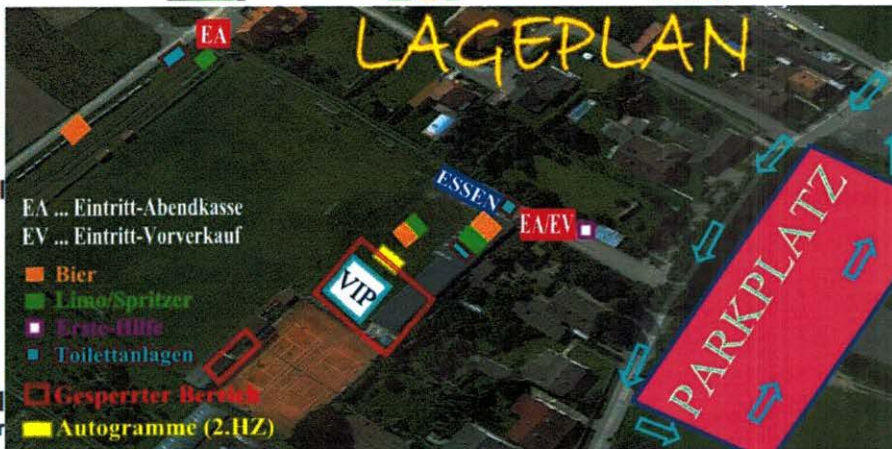 LAGEPLAN
EA
ESSEN
EA/EV
EA ... Eintritt-Abendkasse
EV ... Eintritt-Vorverkauf
Bier
Limo/Spritzer
Erste-Hilfe
Toilettanlagen
Gesperrter Bereich
Autogramme (2.HZ)
VIP
PARKPLATZ